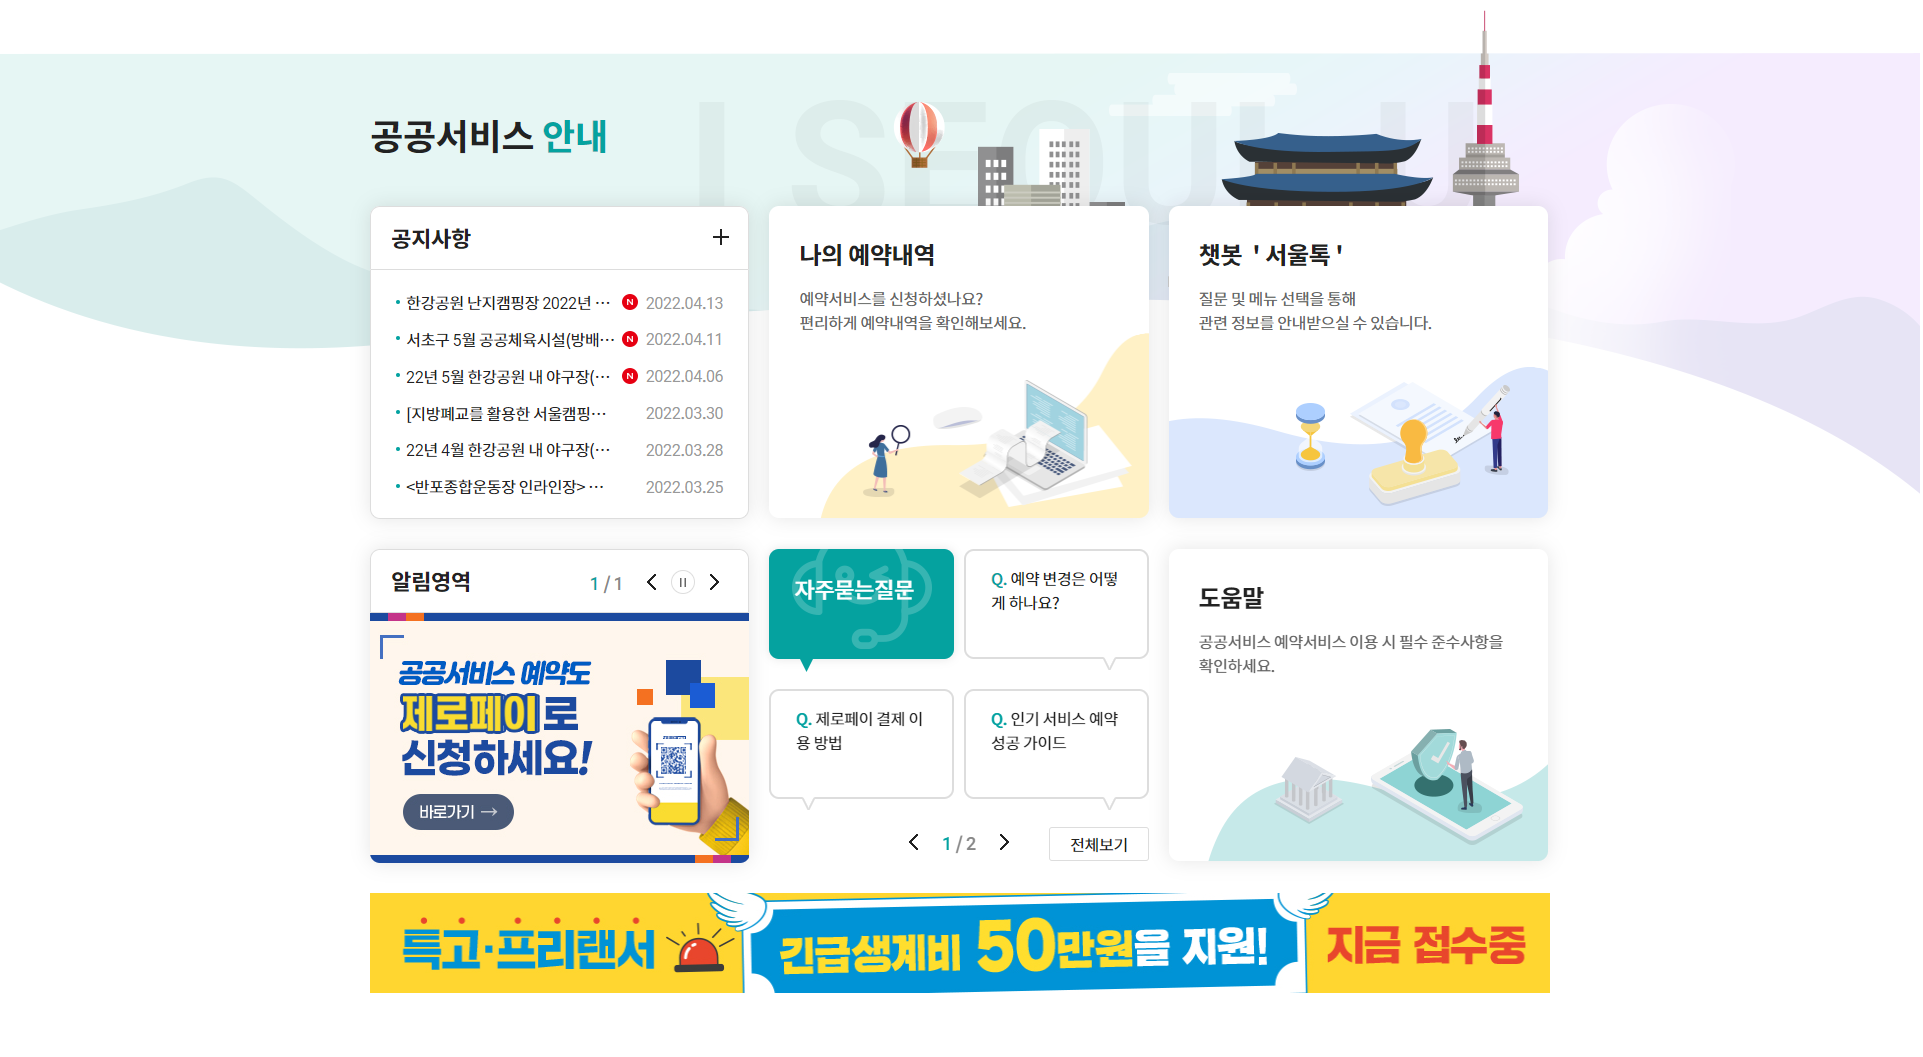 I SEOUL U
공공서비스 안내
공지사항
한강공원 난지캠핑장 2022년 ··· N 2022.04.13
서초구 5월 공공체육시설(방배··· N 2022.04.11
22년 5월 한강공원 내 야구장(··· N 2022.04.06
[지방폐교를 활용한 서울캠핑··· 2022.03.30
22년 4월 한강공원 내 야구장(··· 2022.03.28
<반포종합운동장 인라인장> ··· 2022.03.25
나의 예약내역
예약서비스를 신청하셨나요?
편리하게 예약내역을 확인해보세요.
챗봇 '서울톡'
질문 및 메뉴 선택을 통해
관련 정보를 안내받으실 수 있습니다.
알림영역
1 / 1
공공서비스 예약도
제로페이로
신청하세요!
바로가기 →
자주묻는질문
Q. 예약 변경은 어떻
게 하나요?
Q. 제로페이 결제 이
용 방법
Q. 인기 서비스 예약
성공 가이드
1 / 2
전체보기
도움말
공공서비스 예약서비스 이용 시 필수 준수사항을
확인하세요.
특고·프리랜서
긴급생계비 50만원을 지원!
지금 접수중